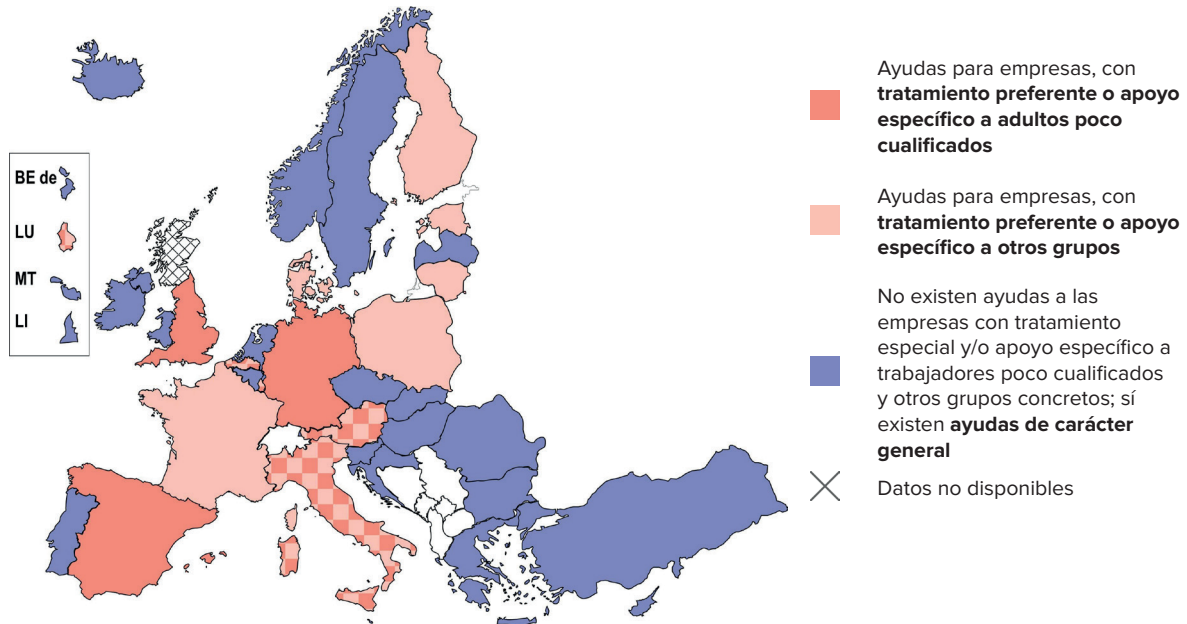 BE de
LU
MT
LI
Ayudas para empresas, con
tratamiento preferente o apoyo
específico a adultos poco
cualificados
Ayudas para empresas, con
tratamiento preferente o apoyo
específico a otros grupos
No existen ayudas a las
empresas con tratamiento
especial y/o apoyo específico a
trabajadores poco cualificados
y otros grupos concretos; sí
existen ayudas de carácter
general
Datos no disponibles